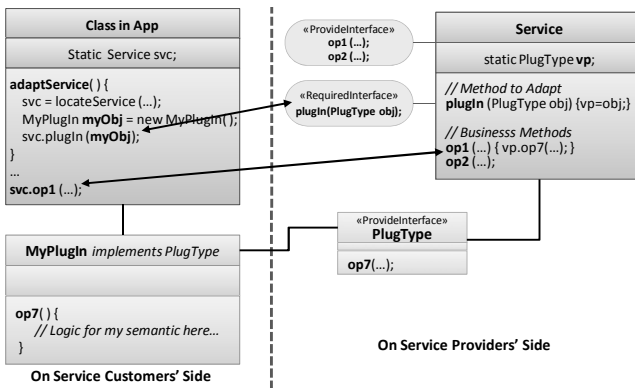 Class in App
Static Service svc;
adaptService( ) {
svc = locateService (...);
MyPlugIn myObj = new MyPlugIn( );
svc.plugIn (myObj);
}
...
svc.op1 (...);
MyPlugIn implements PlugType
op7( ) {
// Logic for my semantic here...
}
On Service Customers' Side
«ProvideInterface»
op1 (...);
op2 (...);
«RequiredInterface»
plugIn(PlugType obj);
Service
static PlugType vp;
// Method to Adapt
plugIn (PlugType obj) {vp=obj;}
// Businesss Methods
op1 (...) { vp.op7(...); }
op2 (...);
«ProvideInterface»
PlugType
op7(...);
On Service Providers' Side